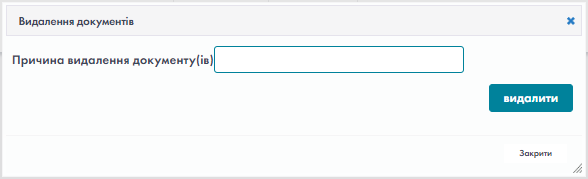 Видалення документів
Причина видалення документу(ів)
видалити
Закрити